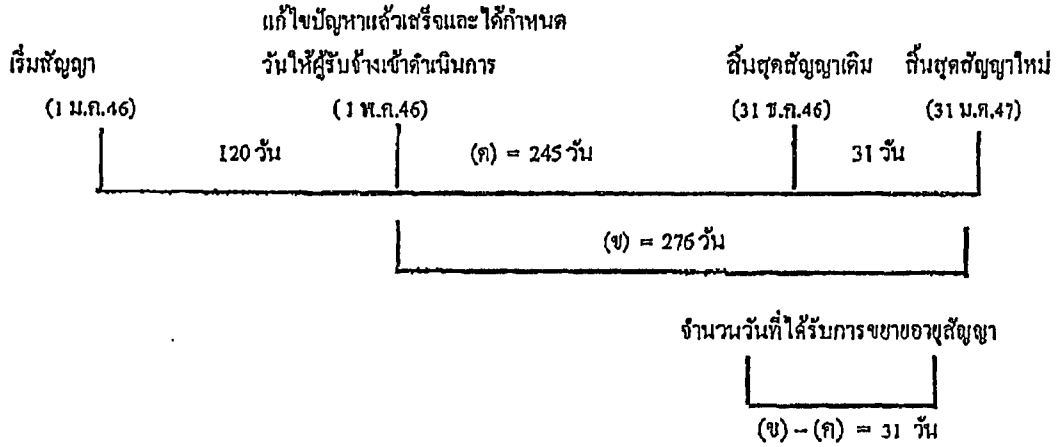 แก้ไขปัญหาแล้วเสร็จและได้กำหนด
เริ่มสัญญา วันให้ผู้รับจ้างเข้าดำเนินการ สิ้นสุดสัญญาเดิม สิ้นสุดสัญญาใหม่
(1 ม.ค.46) (1 พ.ค.46) (31 ธ.ค.46) (31 ม.ค.47)
120 วัน (ค) = 245 วัน 31 วัน
(ข) = 276 วัน
จำนวนวันที่ได้รับการขยายอายุสัญญา
(ข) – (ค) = 31 วัน